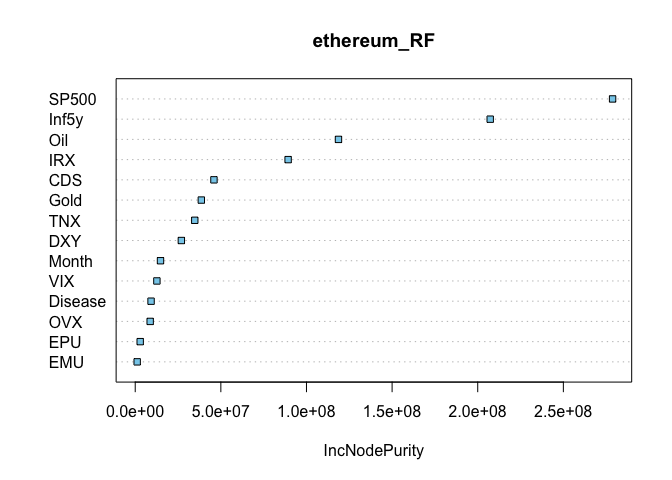 ethereum_RF
SP500
Inf5y
Oil
IRX
CDS
Gold
TNX
DXY
Month
VIX
Disease
OVX
EPU
EMU
0.0e+00 5.0e+07 1.0e+08 1.5e+08 2.0e+08 2.5e+08
IncNodePurity